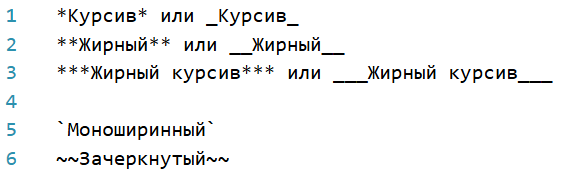 1 *Курсив* или _Курсив_
2 **Жирный** или __Жирный__
3 ***Жирный курсив*** или ___Жирный курсив___
4
5 `Моноширинный`
6 ~~Зачеркнутый~~